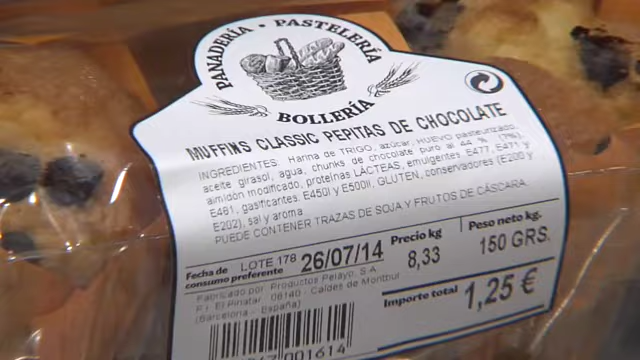 PANADERÍA • PASTELERÍA
BOLLERÍA
MUFFINS CLASSIC PEPITAS DE CHOCOLATE
INGREDIENTES: Harina de TRIGO, azúcar, HUEVO pasteurizado,
aceite girasol, agua, chunks de chocolate puro al 44 % (7%),
almidón modificado, proteínas LÁCTEAS, emulgentes E477, E471 y
E481, gasificantes E450I y E500II, GLUTEN, conservadores (E200 y
E202), sal y aroma.
PUEDE CONTENER TRAZAS DE SOJA Y FRUTOS DE CÁSCARA
Fecha de consumo preferente
LOTE 178
26/07/14
Precio kg
8,33
Peso neto kg.
150 GRS.
Fabricado por: Productos Pelayo, S.A.
P.I. El Pinatar 08140 - Caldes de Montbui
(Barcelona - España)
Importe total
1,25 €
001614